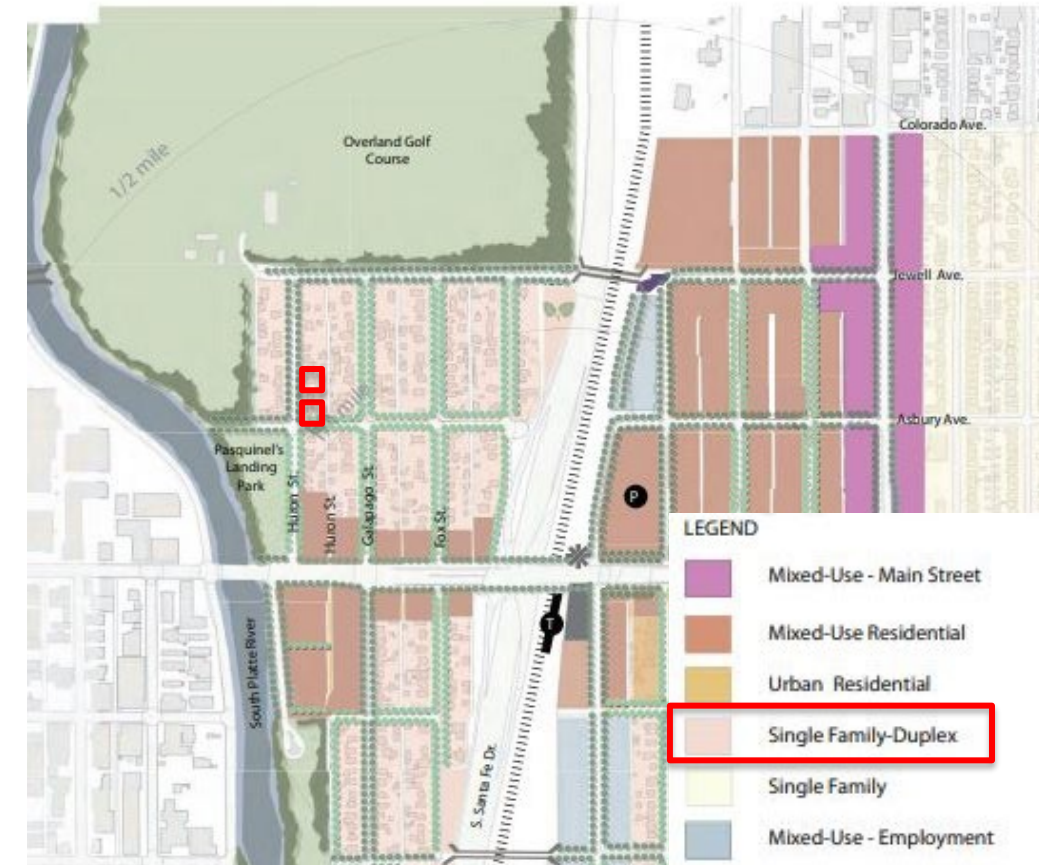 Colorado Ave.
Overland Golf
Course
1/2 mile
Jewell Ave.
mile
Asbury Ave.
Pasquinel's
Landing
Park
Huron St.
Huron St.
Galapago St.
Fox St.
P
LEGEND
Mixed-Use - Main Street
Mixed-Use Residential
Urban Residential
Single Family-Duplex
Single Family
Mixed-Use - Employment
T
South Platte River
S. Santa Fe Dr.